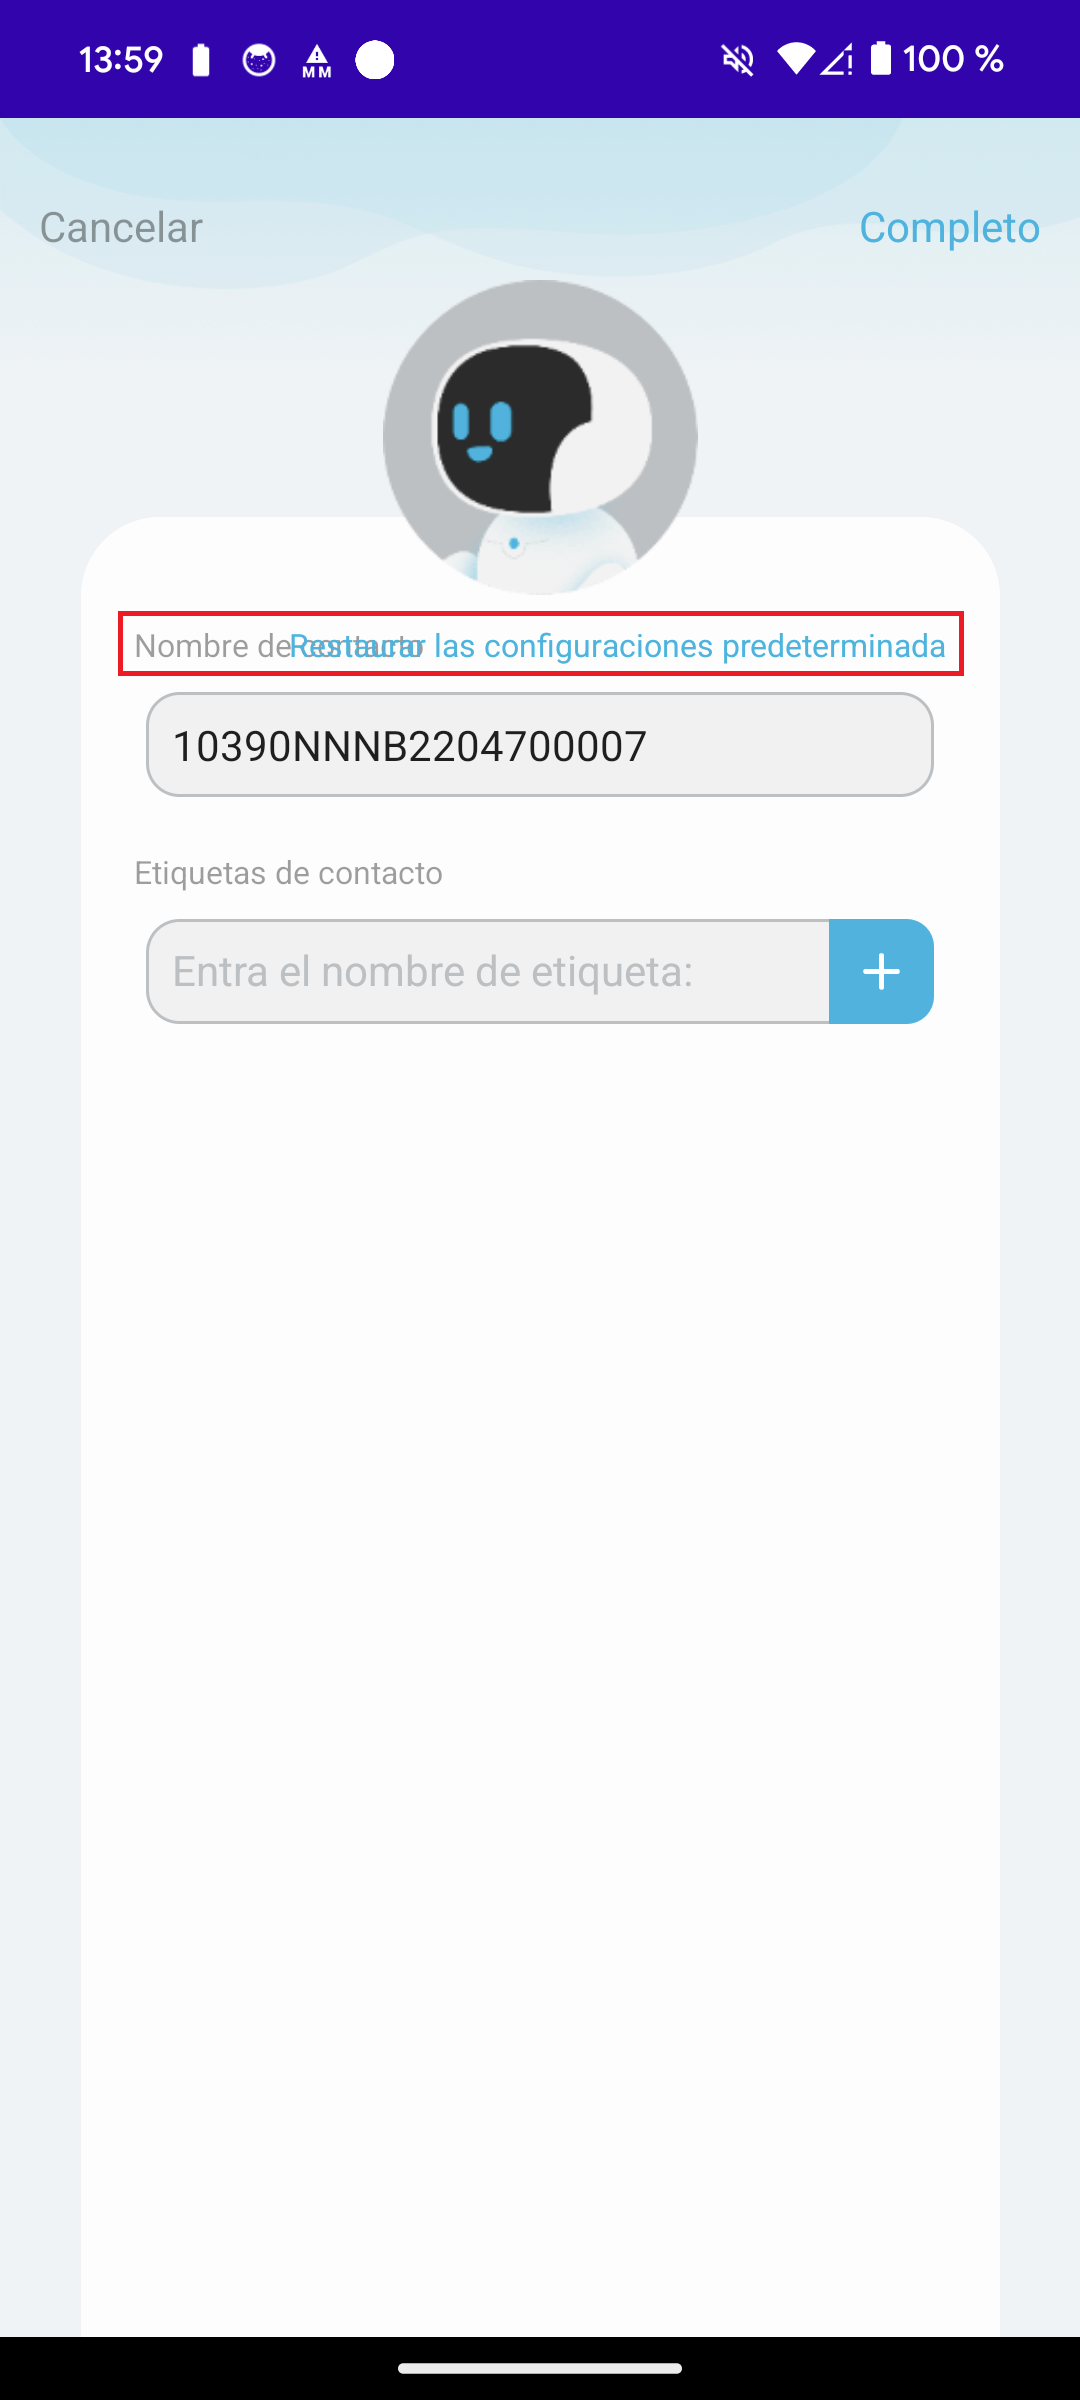 13:59 MM 100 %
Cancelar Completo
Nombre de contacto Restaurar las configuraciones predeterminada
10390NNNB2204700007
Etiquetas de contacto
Entra el nombre de etiqueta: